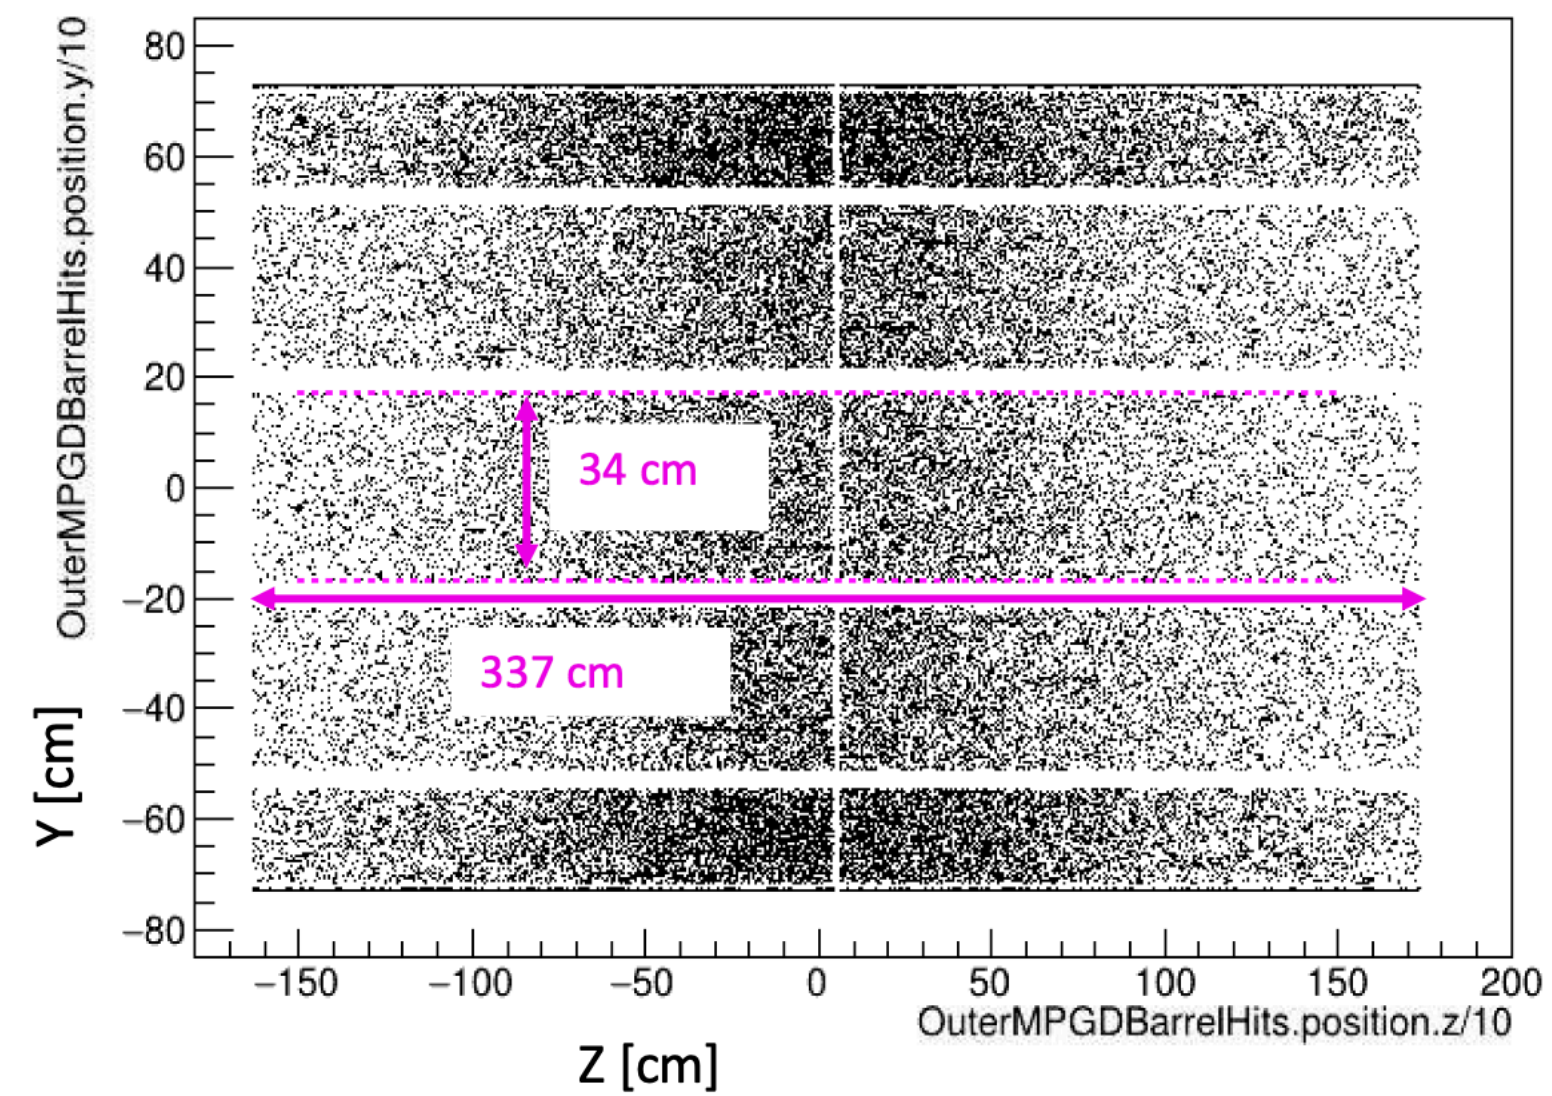 OuterMPGDBarrelHits.position.y/10
Y [cm]
80
60
40
20
0
−20
−40
−60
−80
34 cm
337 cm
−150 −100 −50 0 50 100 150 200
OuterMPGDBarrelHits.position.z/10
Z [cm]